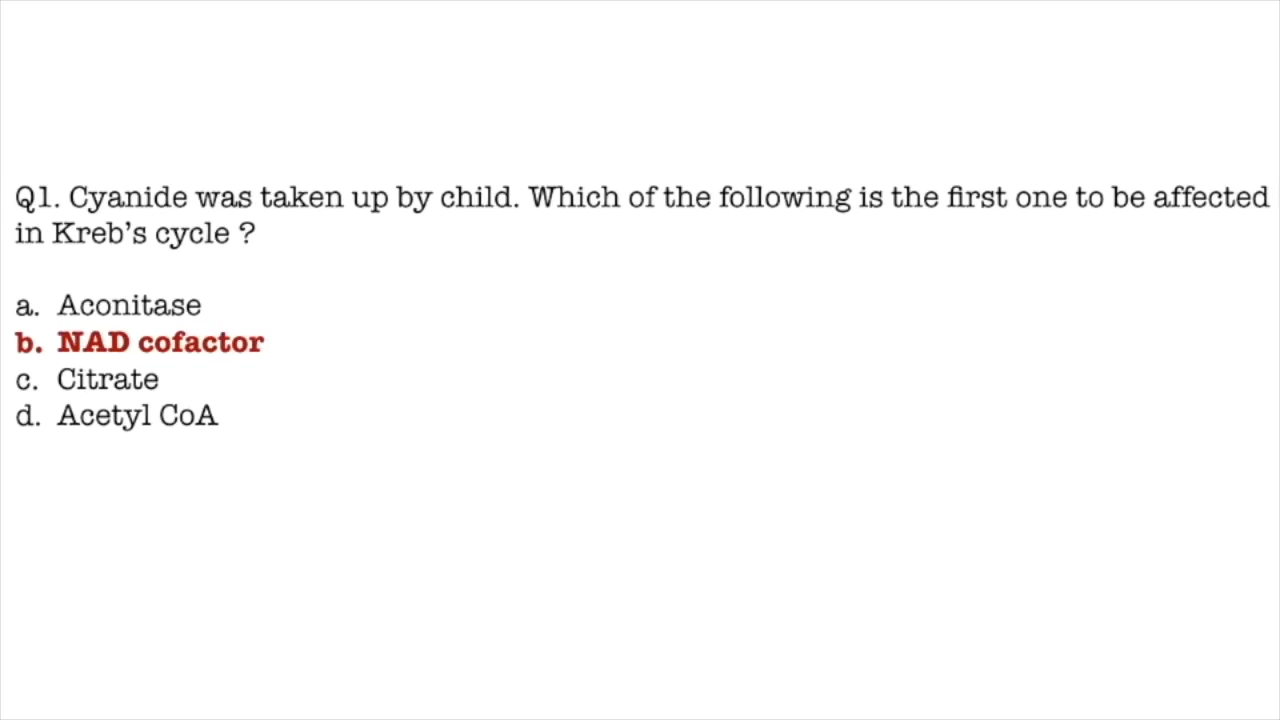 Q1. Cyanide was taken up by child. Which of the following is the first one to be affected
in Kreb's cycle ?
a. Aconitase
b. NAD cofactor
c. Citrate
d. Acetyl CoA